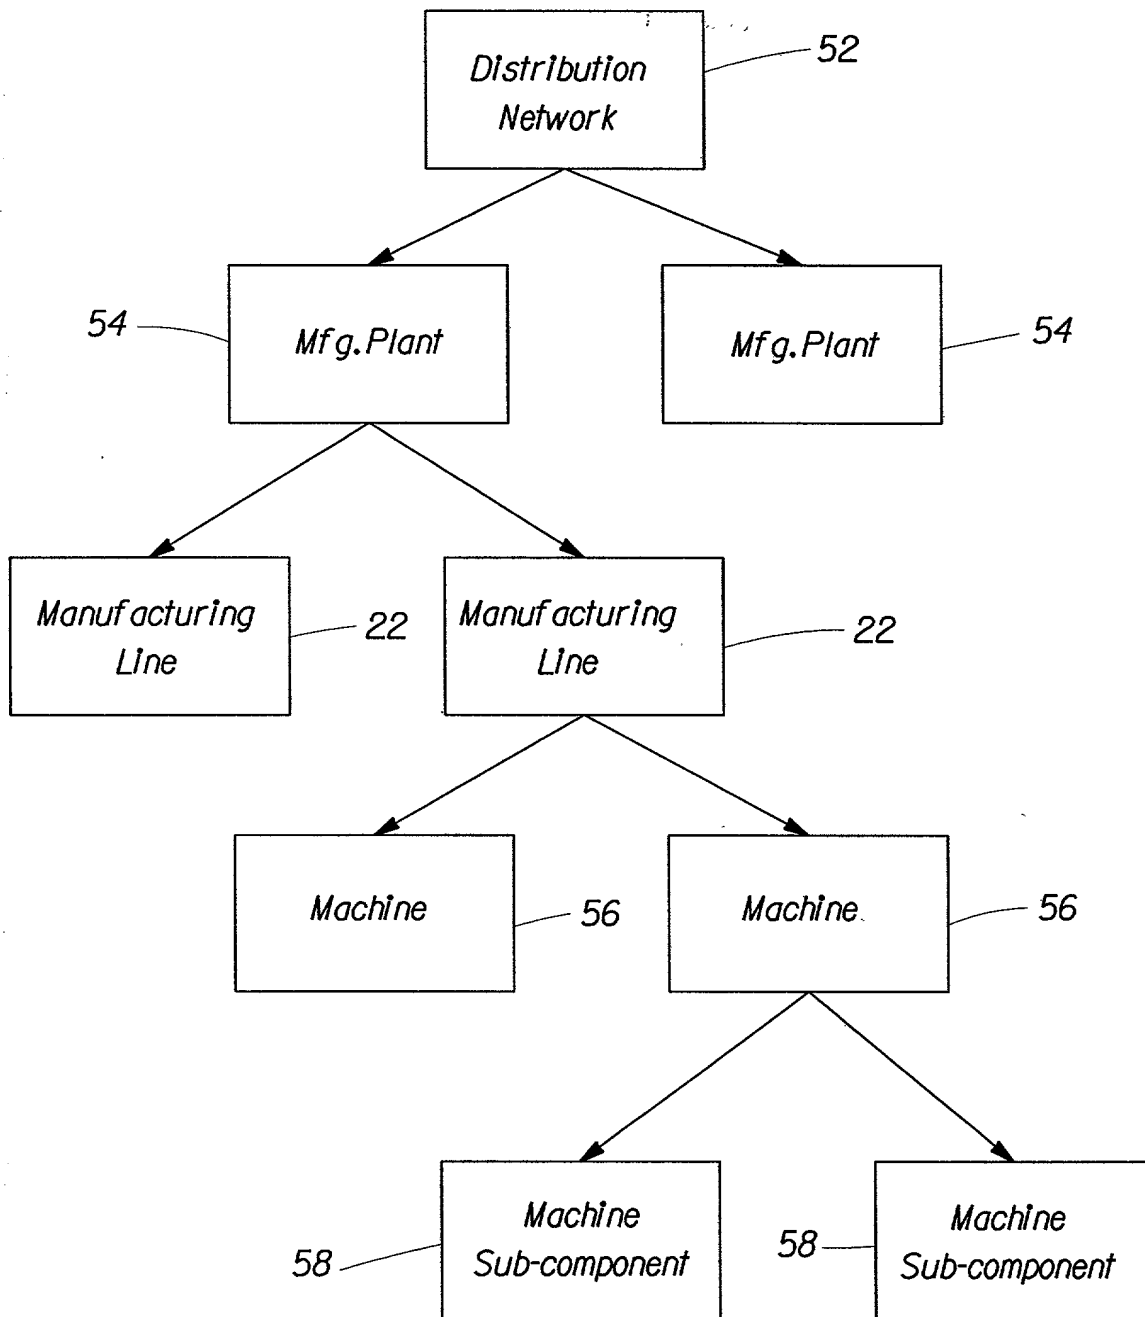 Distribution
Network
52
54
Mfg.Plant
Mfg.Plant
54
Manufacturing
Line
22
Manufacturing
Line
22
Machine
56
Machine
56
58
Machine
Sub-component
58
Machine
Sub-component